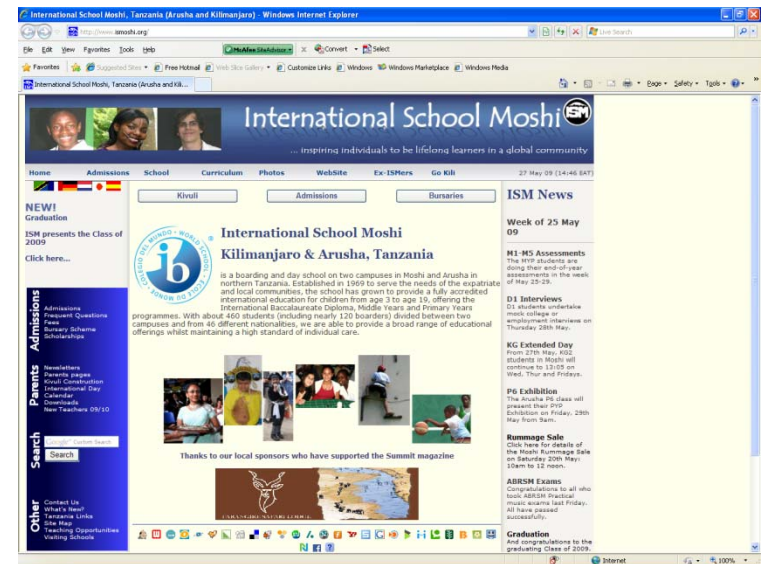 International School Moshi, Tanzania (Arusha and Kilimanjaro) - Windows Internet Explorer
http://www.ismoshi.org/
Live Search
File Edit View Favorites Tools Help
McAfee SiteAdvisor
Convert
Select
Favorites
Suggested Sites
Free Hotmail
Web Slice Gallery
Customize Links
Windows
Windows Marketplace
Windows Media
International School Moshi, Tanzania (Arusha and Kili...
Page Safety Tools
International School Moshi
ISM
... inspiring individuals to be lifelong learners in a global community
Home Admissions School Curriculum Photos WebSite Ex-ISMers Go Kili
27 May 09 (14:46 EAT)
NEW!
Graduation
ISM presents the Class of
2009
Click here...
Admissions
Admissions
Frequent Questions
Fees
Bursary Scheme
Scholarships
Parents
Newsletters
Parents pages
Kivuli Construction
International Day
Calendar
Downloads
New Teachers 09/10
Search
Google Custom Search
Search
Other
Contact Us
What's New?
Tanzania Links
Site Map
Teaching Opportunities
Visiting Schools
Kivuli
Admissions
Bursaries
ib
International School Moshi
Kilimanjaro & Arusha, Tanzania
is a boarding and day school on two campuses in Moshi and Arusha in
northern Tanzania. Established in 1969 to serve the needs of the expatriate
and local communities, the school has grown to provide a fully accredited
international education for children from age 3 to age 19, offering the
International Baccalaureate Diploma, Middle Years and Primary Years
programmes. With about 460 students (including nearly 120 boarders) divided between two
campuses and from 46 different nationalities, we are able to provide a broad range of educational
offerings whilst maintaining a high standard of individual care.
Thanks to our local sponsors who have supported the Summit magazine
ISM News
Week of 25 May
09
M1-M5 Assessments
The MYP students are
doing their end-of-year
assessments in the week
of May 25-29.
D1 Interviews
D1 students undertake
mock college or
employment interviews on
Thursday 28th May.
KG Extended Day
From 27th May, KG2
students in Moshi will
continue to 13:05 on
Wed, Thur and Fridays.
P6 Exhibition
The Arusha P6 class will
present their PYP
Exhibition on Friday, 29th
May from 9am.
Rummage Sale
Click here for details of
the Moshi Rummage Sale
on Saturday 20th May:
10am to 12 noon.
ABRSM Exams
Congratulations to all who
took ABRSM Practical
music exams last Friday.
All have passed
successfully.
Graduation
And congratulations to the
graduating Class of 2009.
Internet
100%